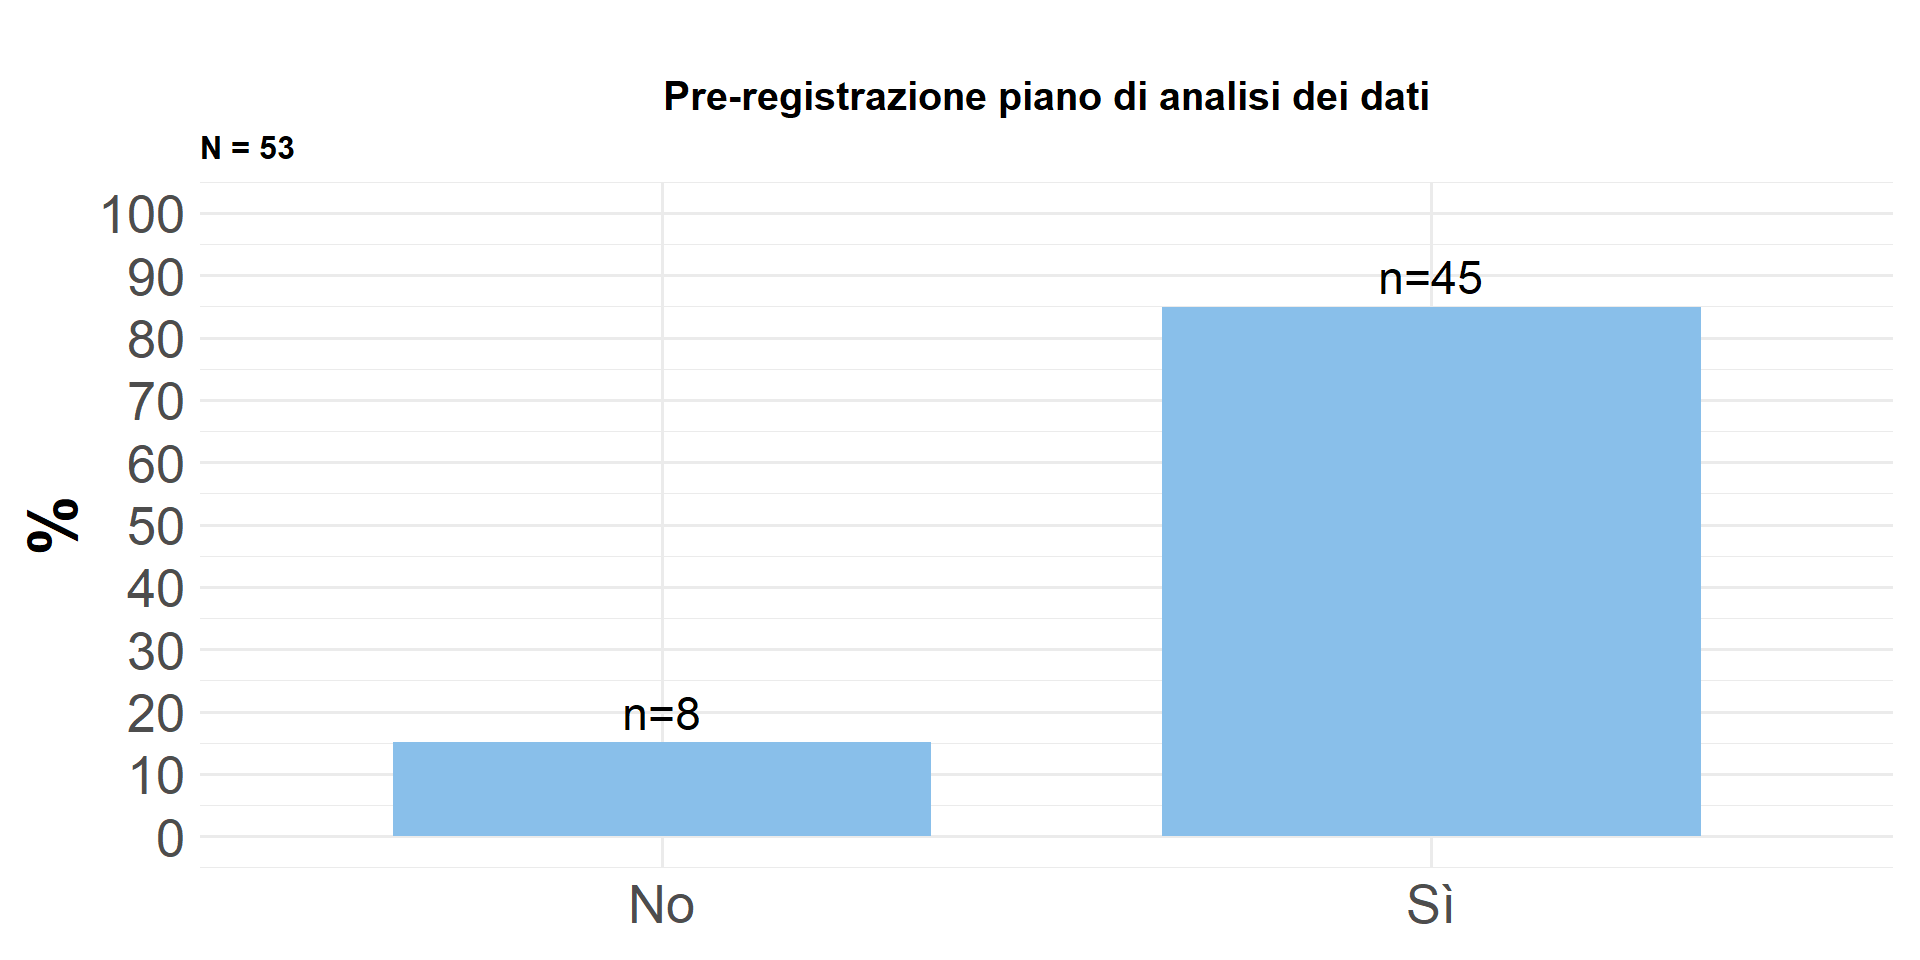 Pre-registrazione piano di analisi dei dati
N = 53
100
90
80
70
60
50
40
30
20
10
0
%
n=8
n=45
No
Sì